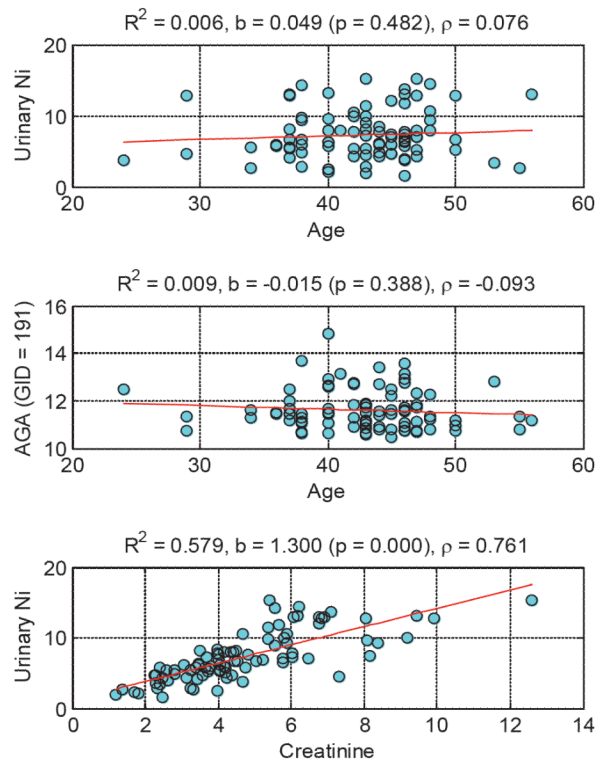 R² = 0.006, b = 0.049 (p = 0.482), ρ = 0.076
20
10
0
Urinary Ni
20 30 40 50 60
Age
R² = 0.009, b = -0.015 (p = 0.388), ρ = -0.093
16
14
12
10
AGA (GID = 191)
20 30 40 50 60
Age
R² = 0.579, b = 1.300 (p = 0.000), ρ = 0.761
20
10
0
Urinary Ni
0 2 4 6 8 10 12 14
Creatinine